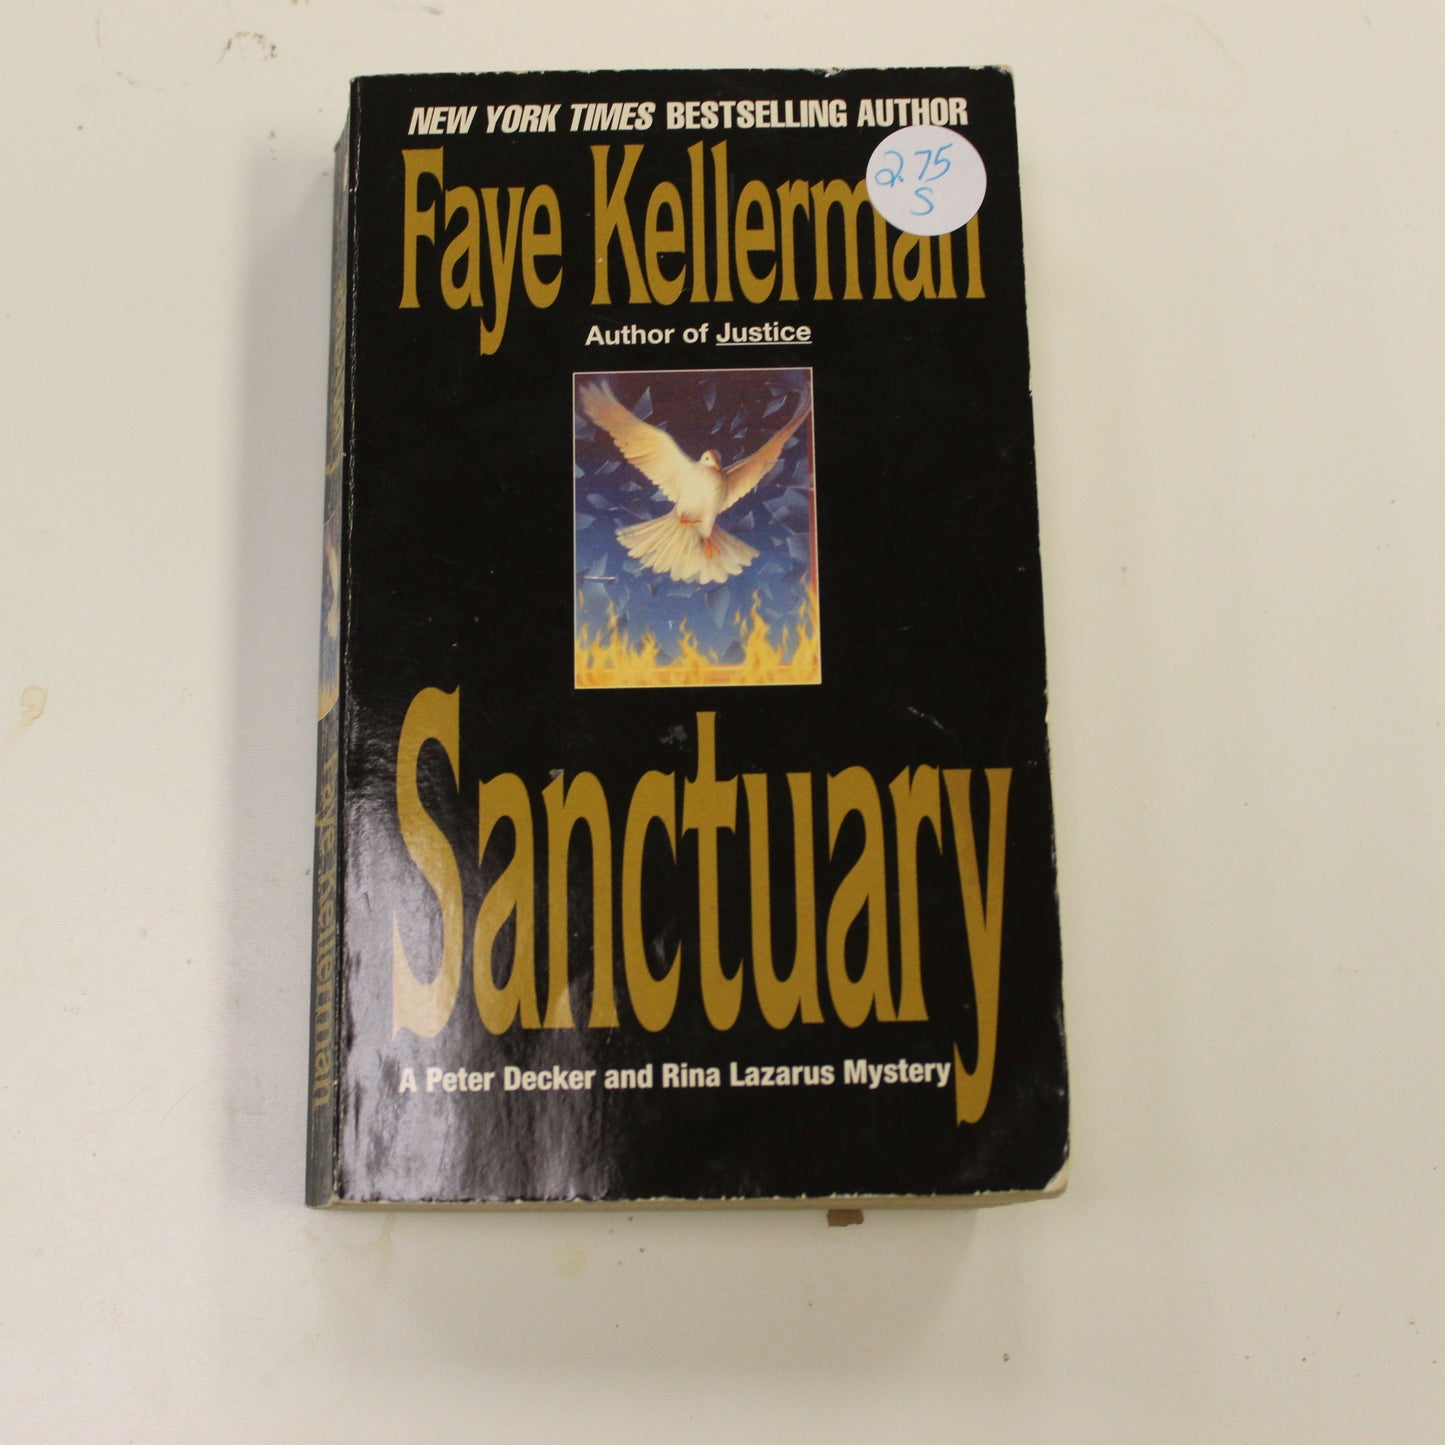 NEW YORK TIMES BESTSELLING AUTHOR
Faye Kellerman
2.75
S
Author of Justice
Sanctuary
A Peter Decker and Rina Lazarus Mystery
Faye Kellerman